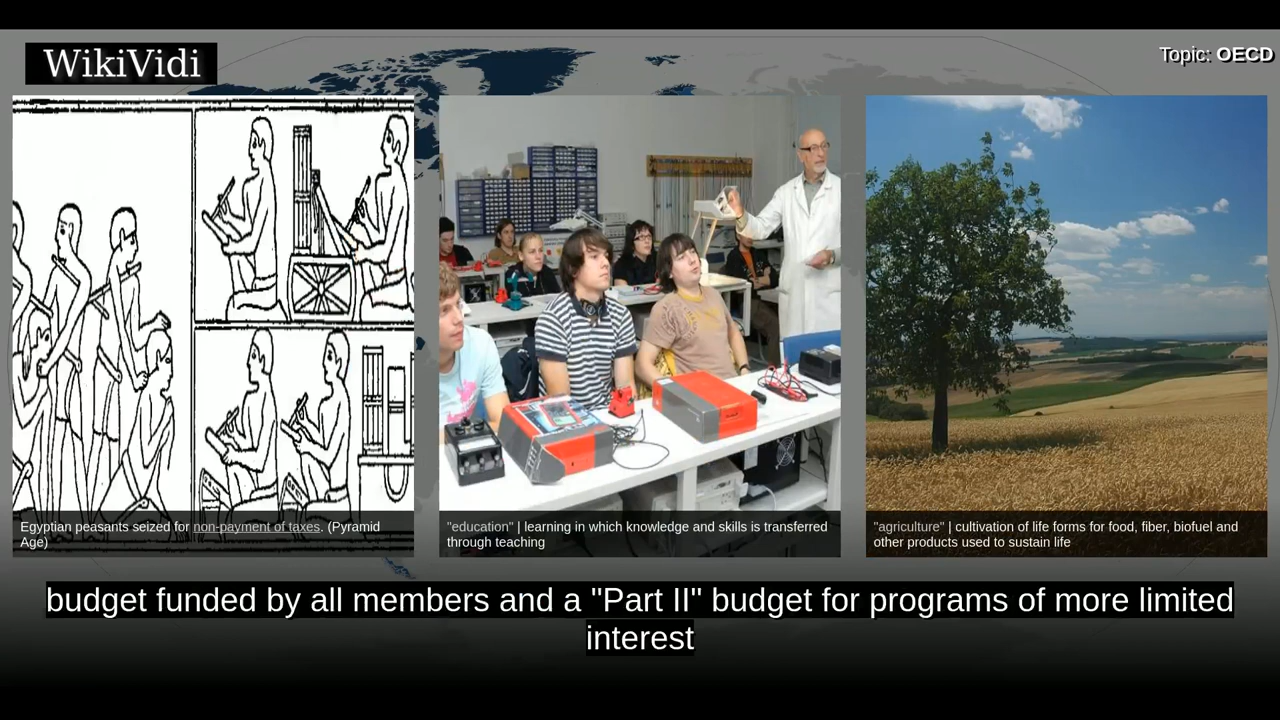 WikiVidi
Topic: OECD
Egyptian peasants seized for non-payment of taxes. (Pyramid
Age)
"education" | learning in which knowledge and skills is transferred
through teaching
"agriculture" | cultivation of life forms for food, fiber, biofuel and
other products used to sustain life
budget funded by all members and a "Part II" budget for programs of more limited
interest